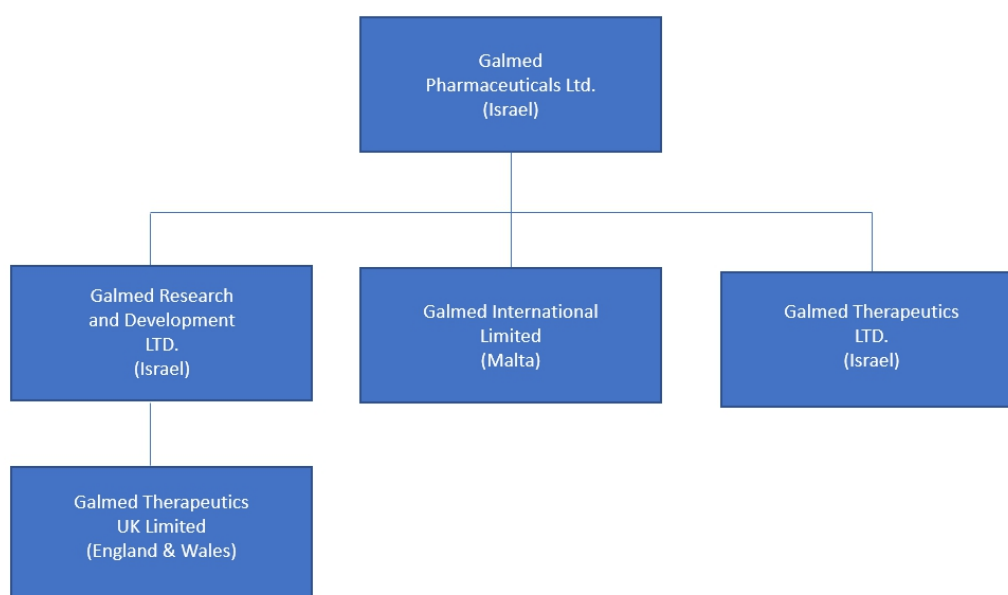 Galmed
Pharmaceuticals Ltd.
(Israel)
Galmed Research
and Development
LTD.
(Israel)
Galmed International
Limited
(Malta)
Galmed Therapeutics
LTD.
(Israel)
Galmed Therapeutics
UK Limited
(England & Wales)